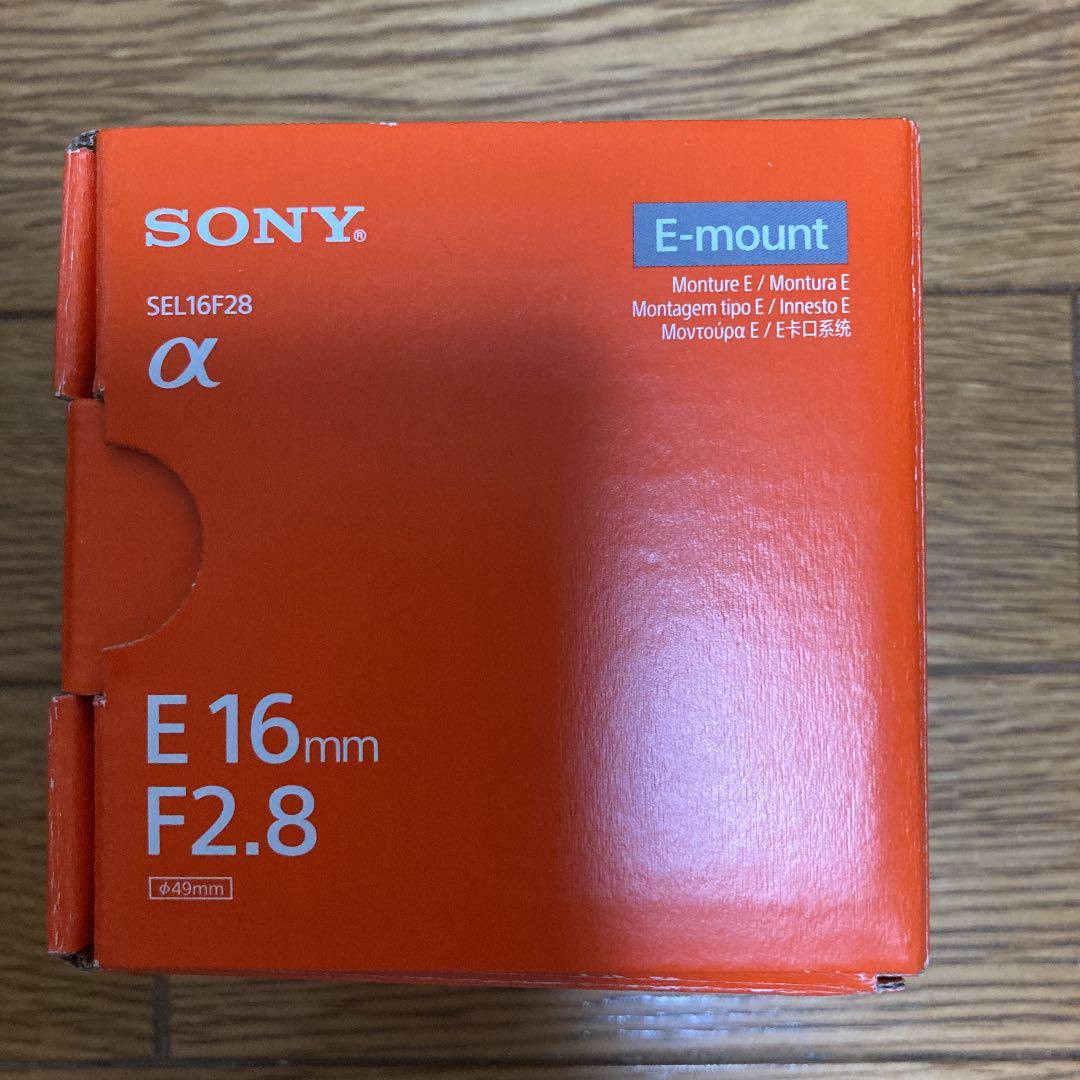 SONY®
SEL16F28
α
E-mount
Monture E / Montura E
Montagem tipo E / Innesto E
Μοντούρα E / E卡口系统
E 16mm
F2.8
ϕ49mm